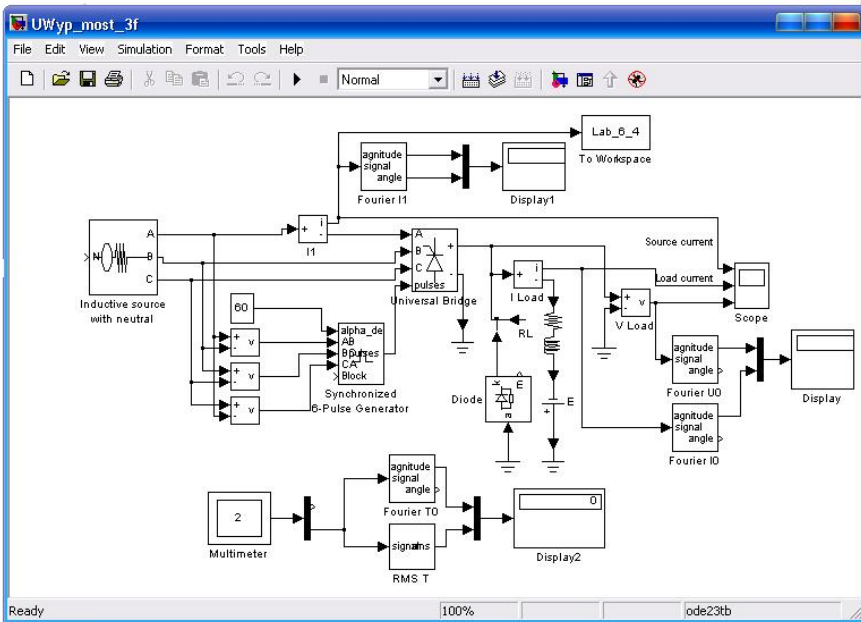 UWyp_most_3f
File Edit View Simulation Format Tools Help
Normal
Lab_6_4
To Workspace
agnitude
signal
angle
Fourier I1
Display1
A
B
C
N
Inductive source
with neutral
+
-
i
I1
A
B
C
pulses
+
-
Universal Bridge
Source current
Load current
Scope
+
i
-
I Load
+
-
v
V Load
60
alpha_de
AB
BC
Pulses
CA
Block
Synchronized
6-Pulse Generator
+
-
v
+
-
v
+
-
v
RL
k
m
a
Diode
+
E
agnitude
signal
angle
Fourier U0
Display
agnitude
signal
angle
Fourier I0
2
Multimeter
agnitude
signal
angle
Fourier T0
signal
rms
RMS T
0
Display2
Ready 100% ode23tb